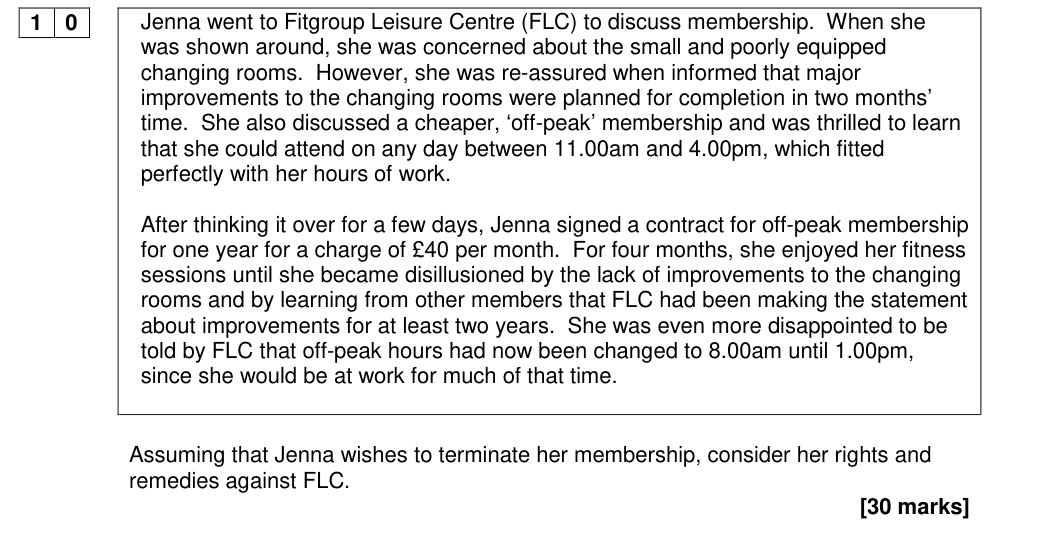 1 0
Jenna went to Fitgroup Leisure Centre (FLC) to discuss membership. When she
was shown around, she was concerned about the small and poorly equipped
changing rooms. However, she was re-assured when informed that major
improvements to the changing rooms were planned for completion in two months’
time. She also discussed a cheaper, ‘off-peak’ membership and was thrilled to learn
that she could attend on any day between 11.00am and 4.00pm, which fitted
perfectly with her hours of work.
After thinking it over for a few days, Jenna signed a contract for off-peak membership
for one year for a charge of £40 per month. For four months, she enjoyed her fitness
sessions until she became disillusioned by the lack of improvements to the changing
rooms and by learning from other members that FLC had been making the statement
about improvements for at least two years. She was even more disappointed to be
told by FLC that off-peak hours had now been changed to 8.00am until 1.00pm,
since she would be at work for much of that time.
Assuming that Jenna wishes to terminate her membership, consider her rights and
remedies against FLC.
[30 marks]